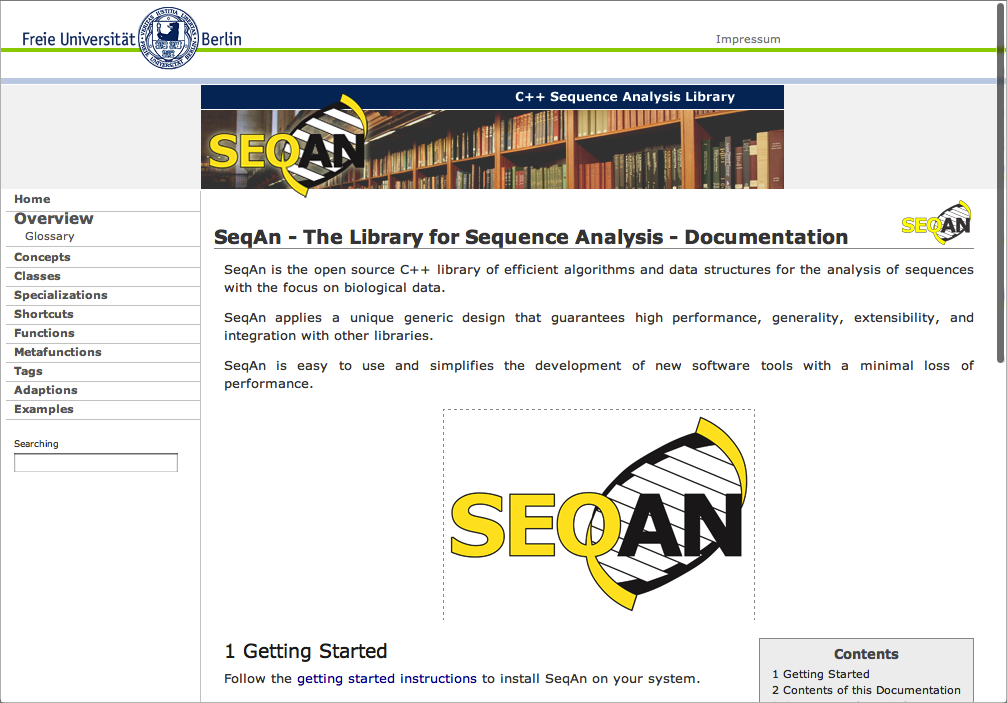 Freie Universität Berlin
Impressum
C++ Sequence Analysis Library
SEQAN
Home
Overview
Glossary
Concepts
Classes
Specializations
Shortcuts
Functions
Metafunctions
Tags
Adaptions
Examples
Searching
SEQAN
SeqAn - The Library for Sequence Analysis - Documentation
SeqAn is the open source C++ library of efficient algorithms and data structures for the analysis of sequences
with the focus on biological data.
SeqAn applies a unique generic design that guarantees high performance, generality, extensibility, and
integration with other libraries.
SeqAn is easy to use and simplifies the development of new software tools with a minimal loss of
performance.
SEQAN
1 Getting Started
Follow the getting started instructions to install SeqAn on your system.
Contents
1 Getting Started
2 Contents of this Documentation